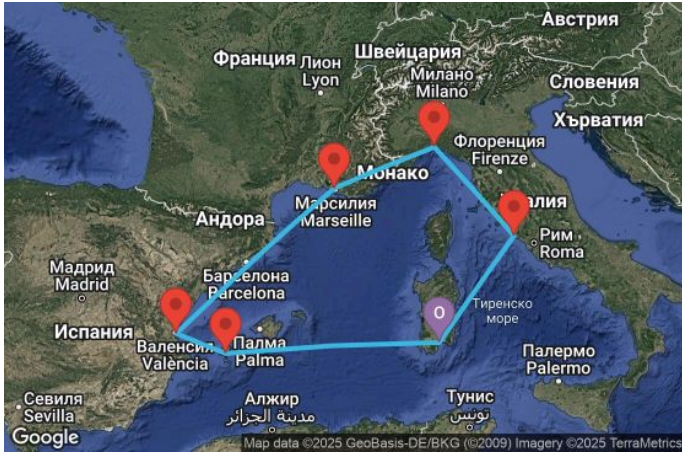 Австрия
Франция
Лион
Lyon
Швейцария
Милано
Milano
Словения
Хърватия
Флоренция
Firenze
Монако
Марсилия
Marseille
алия
Андора
Рим
Roma
Мадрид
Madrid
Барселона
Barcelona
О
Тиренско
море
Испания
Валенсия
València
Палма
Palma
Палермо
Palermo
Севиля
Sevilla
Алжир
مدينة الجزائر
Тунис
تونس
Google
Map data ©2025 GeoBasis-DE/BKG (©2009) Imagery ©2025 TerraMetrics